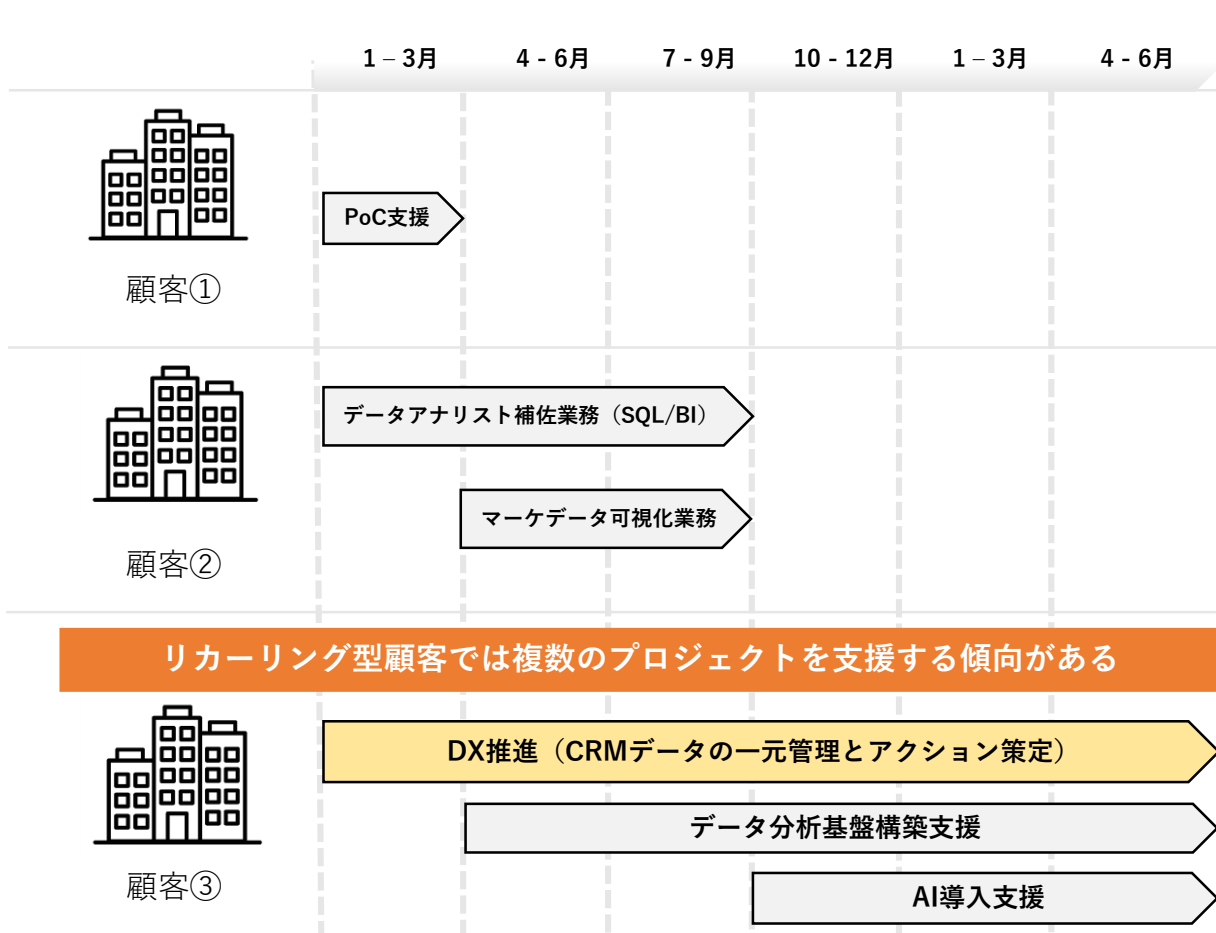 1 – 3月 4 - 6月 7 - 9月 10 - 12月 1 – 3月 4 - 6月
PoC支援
顧客①
データアナリスト補佐業務（SQL/BI）
マーケデータ可視化業務
顧客②
リカーリング型顧客では複数のプロジェクトを支援する傾向がある
DX推進（CRMデータの一元管理とアクション策定）
データ分析基盤構築支援
AI導入支援
顧客③